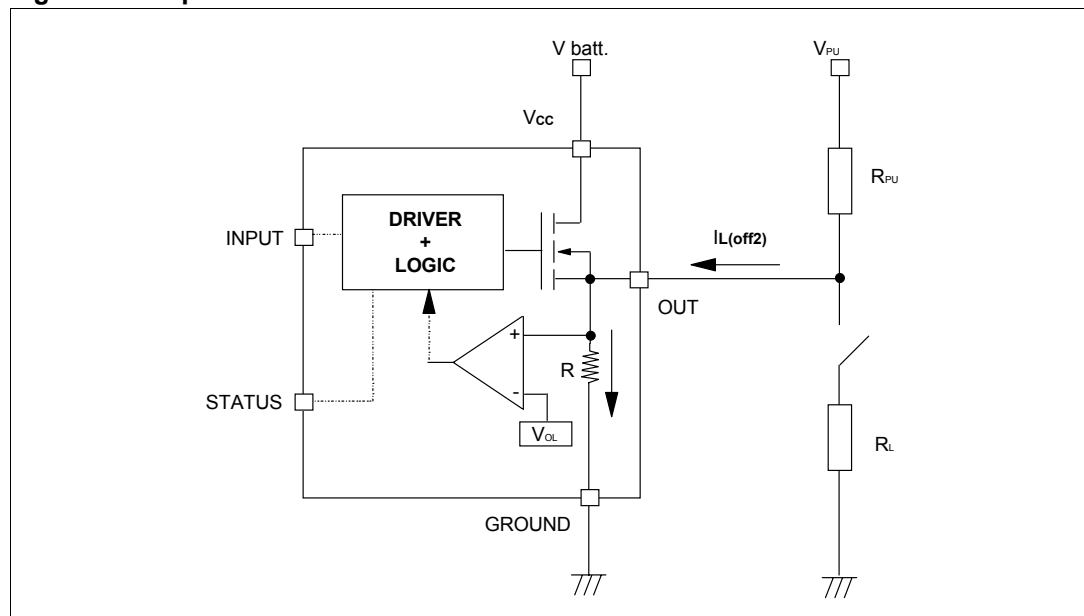 V batt.
VPU
Vcc
RPU
DRIVER
+
LOGIC
INPUT
IL(off2)
OUT
+
R
-
STATUS
VOL
RL
GROUND